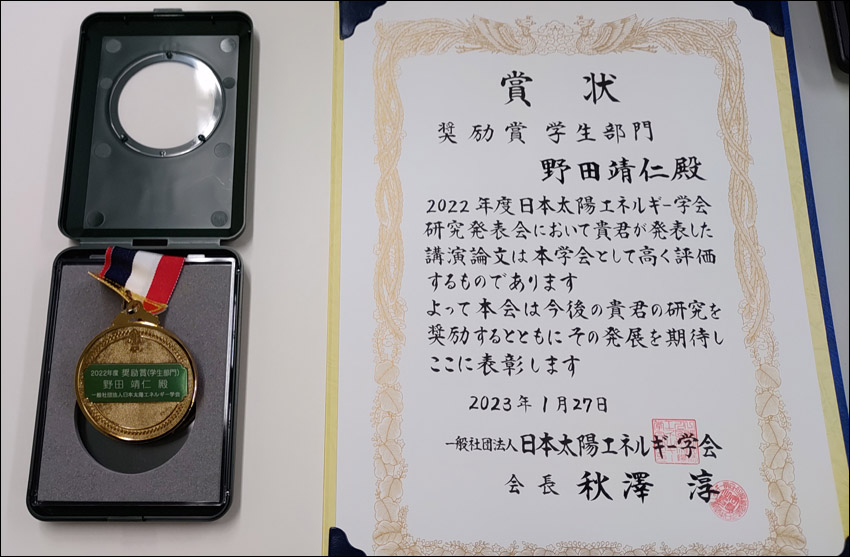 2022年度 奨励賞(学生部門)
野田 靖仁 殿
一般社団法人日本太陽エネルギー学会
賞 状
奨励賞 学生部門
野田靖仁殿
2022年度日本太陽エネルギー学会
研究発表会において貴君が発表した
講演論文は本学会として高く評価
するものであります
よって本会は今後の貴君の研究を
奨励するとともにその発展を期待し
ここに表彰します
2023年1月27日
一般社団法人日本太陽エネルギー学会
会長 秋澤 淳